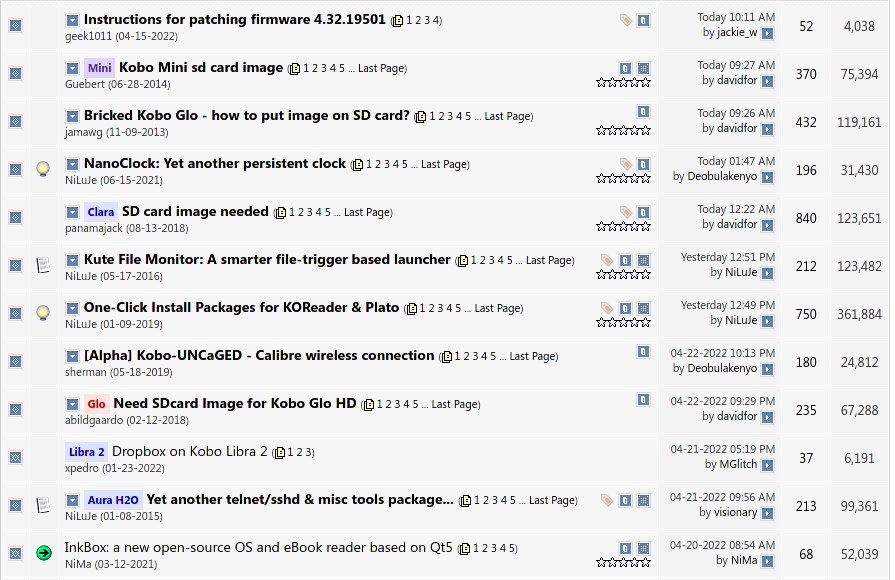 Instructions for patching firmware 4.32.19501 (1 2 3 4)
geek1011 (04-15-2022)
Today 10:11 AM
by jackie_w
52
4,038
Mini Kobo Mini sd card image (1 2 3 4 5 ... Last Page)
Guebert (06-28-2014)
Today 09:27 AM
by davidfor
370
75,394
Bricked Kobo Glo - how to put image on SD card? (1 2 3 4 5 ... Last Page)
jamawg (11-09-2013)
Today 09:26 AM
by davidfor
432
119,161
NanoClock: Yet another persistent clock (1 2 3 4 5 ... Last Page)
NiLuJe (06-15-2021)
Today 01:47 AM
by Deobulakenyo
196
31,430
Clara SD card image needed (1 2 3 4 5 ... Last Page)
panamajack (08-13-2018)
Today 12:22 AM
by davidfor
840
123,651
Kute File Monitor: A smarter file-trigger based launcher (1 2 3 4 5 ... Last Page)
NiLuJe (05-17-2016)
Yesterday 12:51 PM
by NiLuJe
212
123,482
One-Click Install Packages for KOReader & Plato (1 2 3 4 5 ... Last Page)
NiLuJe (01-09-2019)
Yesterday 12:49 PM
by NiLuJe
750
361,884
[Alpha] Kobo-UNCaGED - Calibre wireless connection (1 2 3 4 5 ... Last Page)
sherman (05-18-2019)
04-22-2022 10:13 PM
by Deobulakenyo
180
24,812
Glo Need SDcard Image for Kobo Glo HD (1 2 3 4 5 ... Last Page)
abildgaardo (02-12-2018)
04-22-2022 09:29 PM
by davidfor
235
67,288
Libra 2 Dropbox on Kobo Libra 2 (1 2 3)
xpedro (01-23-2022)
04-21-2022 05:19 PM
by MGlitch
37
6,191
Aura H2O Yet another telnet/sshd & misc tools package... (1 2 3 4 5 ... Last Page)
NiLuJe (01-08-2015)
04-21-2022 09:56 AM
by visionary
213
99,361
InkBox: a new open-source OS and eBook reader based on Qt5 (1 2 3 4 5)
NiMa (03-12-2021)
04-20-2022 08:54 AM
by NiMa
68
52,039